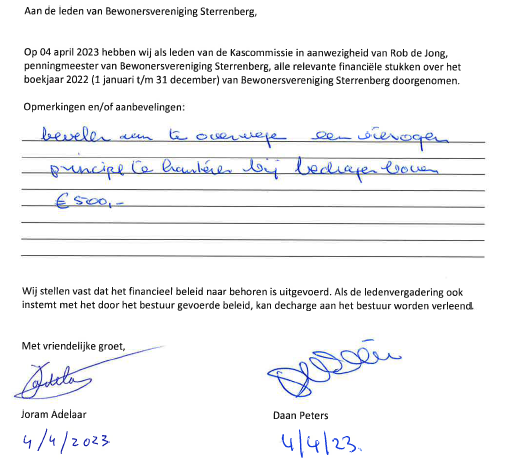 Aan de leden van Bewonersvereniging Sterrenberg,
Op 04 april 2023 hebben wij als leden van de Kascommissie in aanwezigheid van Rob de Jong,
penningmeester van Bewonersvereniging Sterrenberg, alle relevante financiële stukken over het
boekjaar 2022 (1 januari t/m 31 december) van Bewonersvereniging Sterrenberg doorgenomen.
Opmerkingen en/of aanbevelingen:
bevelen aan te overwegen een vierogen
principe te hanteren bij bedragen boven
€ 500,-
Wij stellen vast dat het financieel beleid naar behoren is uitgevoerd. Als de ledenvergadering ook
instemt met het door het bestuur gevoerde beleid, kan decharge aan het bestuur worden verleend.
Met vriendelijke groet,
Joram Adelaar Daan Peters
4/4/2023 4/4/23.